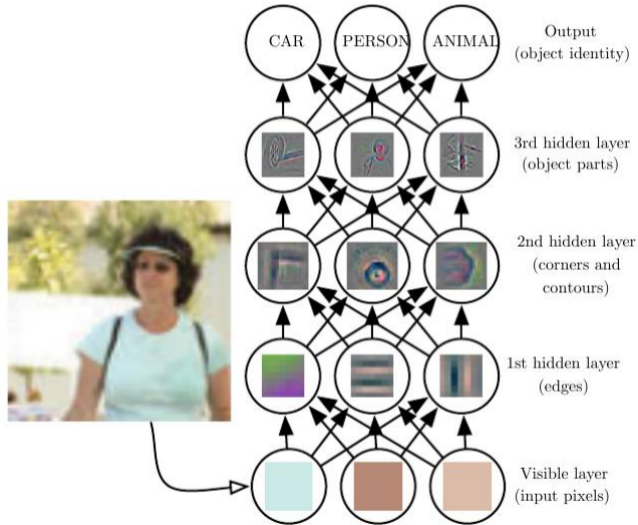 CAR
PERSON
ANIMAL
Output
(object identity)
3rd hidden layer
(object parts)
2nd hidden layer
(corners and
contours)
1st hidden layer
(edges)
Visible layer
(input pixels)